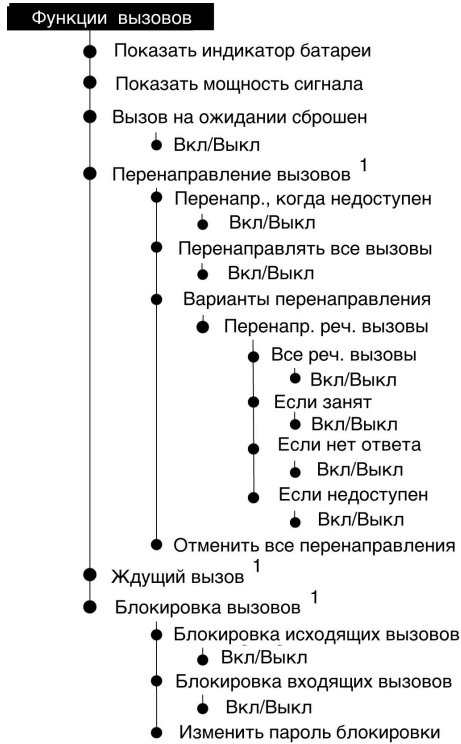 Функции вызовов
Показать индикатор батареи
Показать мощность сигнала
Вызов на ожидании сброшен
Вкл/Выкл
Перенаправление вызовов 1
Перенапр., когда недоступен
Вкл/Выкл
Перенаправлять все вызовы
Вкл/Выкл
Варианты перенаправления
Перенапр. реч. вызовы
Все реч. вызовы
Вкл/Выкл
Если занят
Вкл/Выкл
Если нет ответа
Вкл/Выкл
Если недоступен
Вкл/Выкл
Отменить все перенаправления
Ждущий вызов 1
Блокировка вызовов 1
Блокировка исходящих вызовов
Вкл/Выкл
Блокировка входящих вызовов
Вкл/Выкл
Изменить пароль блокировки